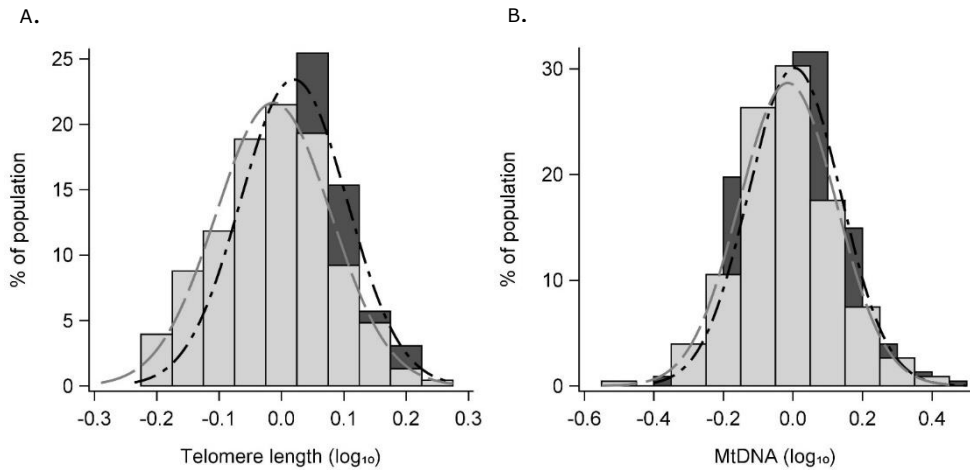 A.
B.
25
20
15
10
5
0
% of population
-0.3 -0.2 -0.1 0.0 0.1 0.2 0.3
Telomere length (log₁₀)
30
20
10
0
% of population
-0.6 -0.4 -0.2 0.0 0.2 0.4
MtDNA (log₁₀)